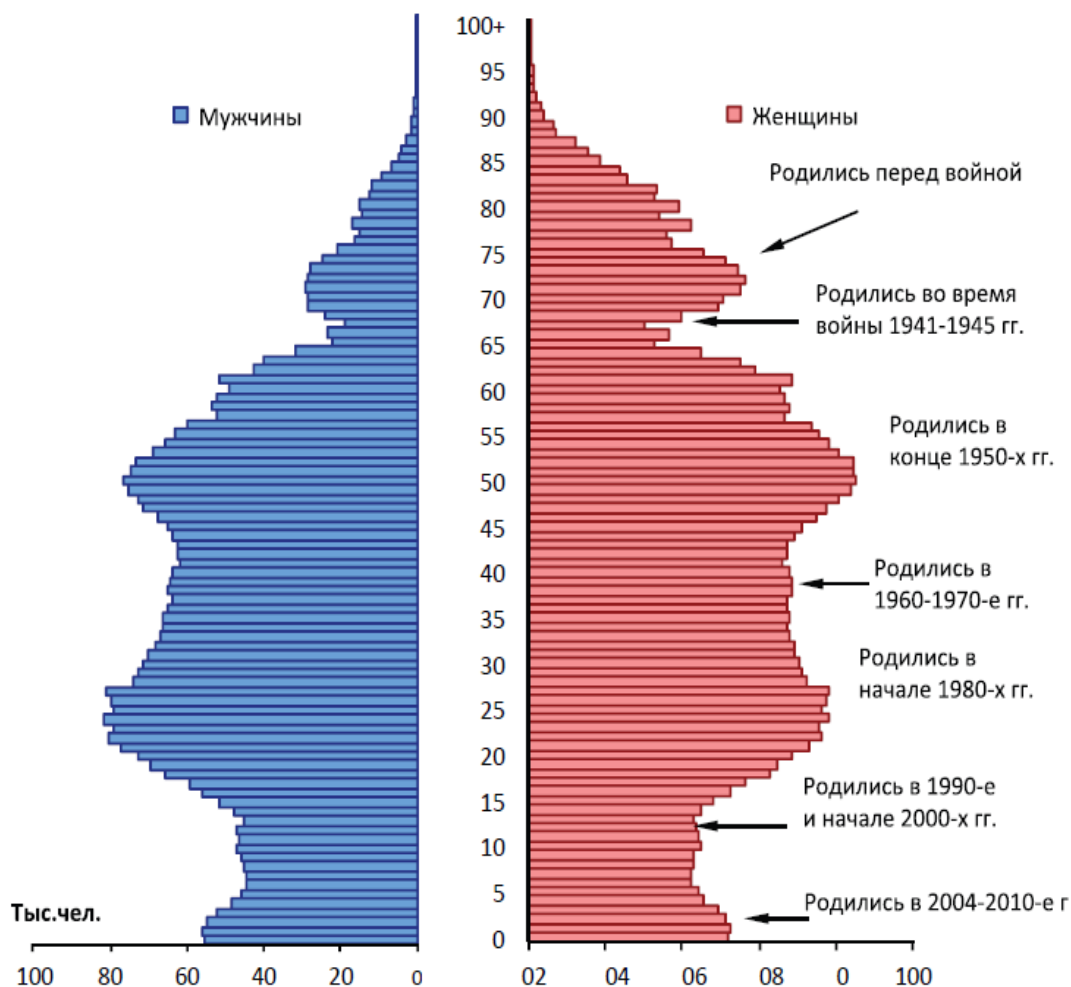 100+
95
90
85
80
75
70
65
60
55
50
45
40
35
30
25
20
15
10
5
0
Мужчины
Женщины
Родились перед войной
Родились во время
войны 1941-1945 гг.
Родились в
конце 1950-х гг.
Родились в
1960-1970-е гг.
Родились в
начале 1980-х гг.
Родились в 1990-е
и начале 2000-х гг.
Родились в 2004-2010-е г
Тыс.чел.
100 80 60 40 20 0
02 04 06 08 0 100